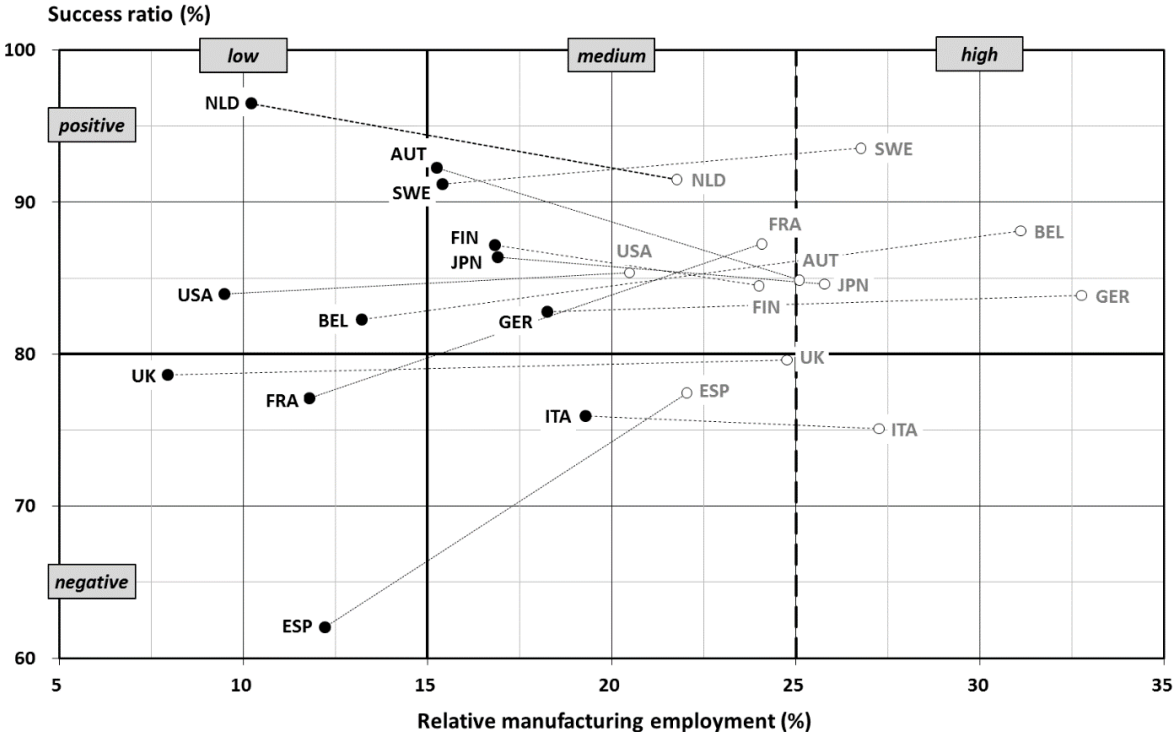 Success ratio (%)
100
low
medium
high
NLD
positive
AUT
SWE
SWE
NLD
90
FRA
FIN
USA
BEL
JPN
AUT
USA
JPN
GER
BEL
GER
FIN
80
UK
UK
FRA
ESP
ITA
ITA
70
negative
ESP
60
5
10
15
20
25
30
35
Relative manufacturing employment (%)